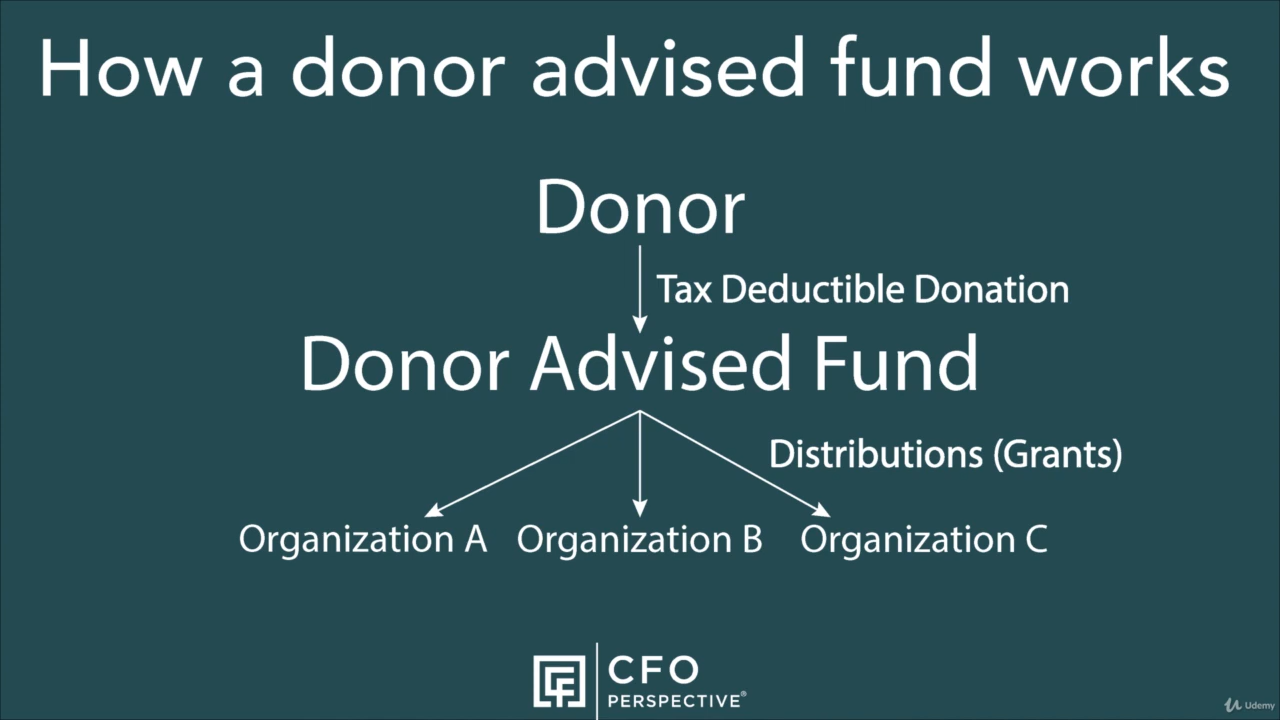 How a donor advised fund works
Donor
Tax Deductible Donation
Donor Advised Fund
Distributions (Grants)
Organization A Organization B Organization C
CFO
PERSPECTIVE®
Udemy